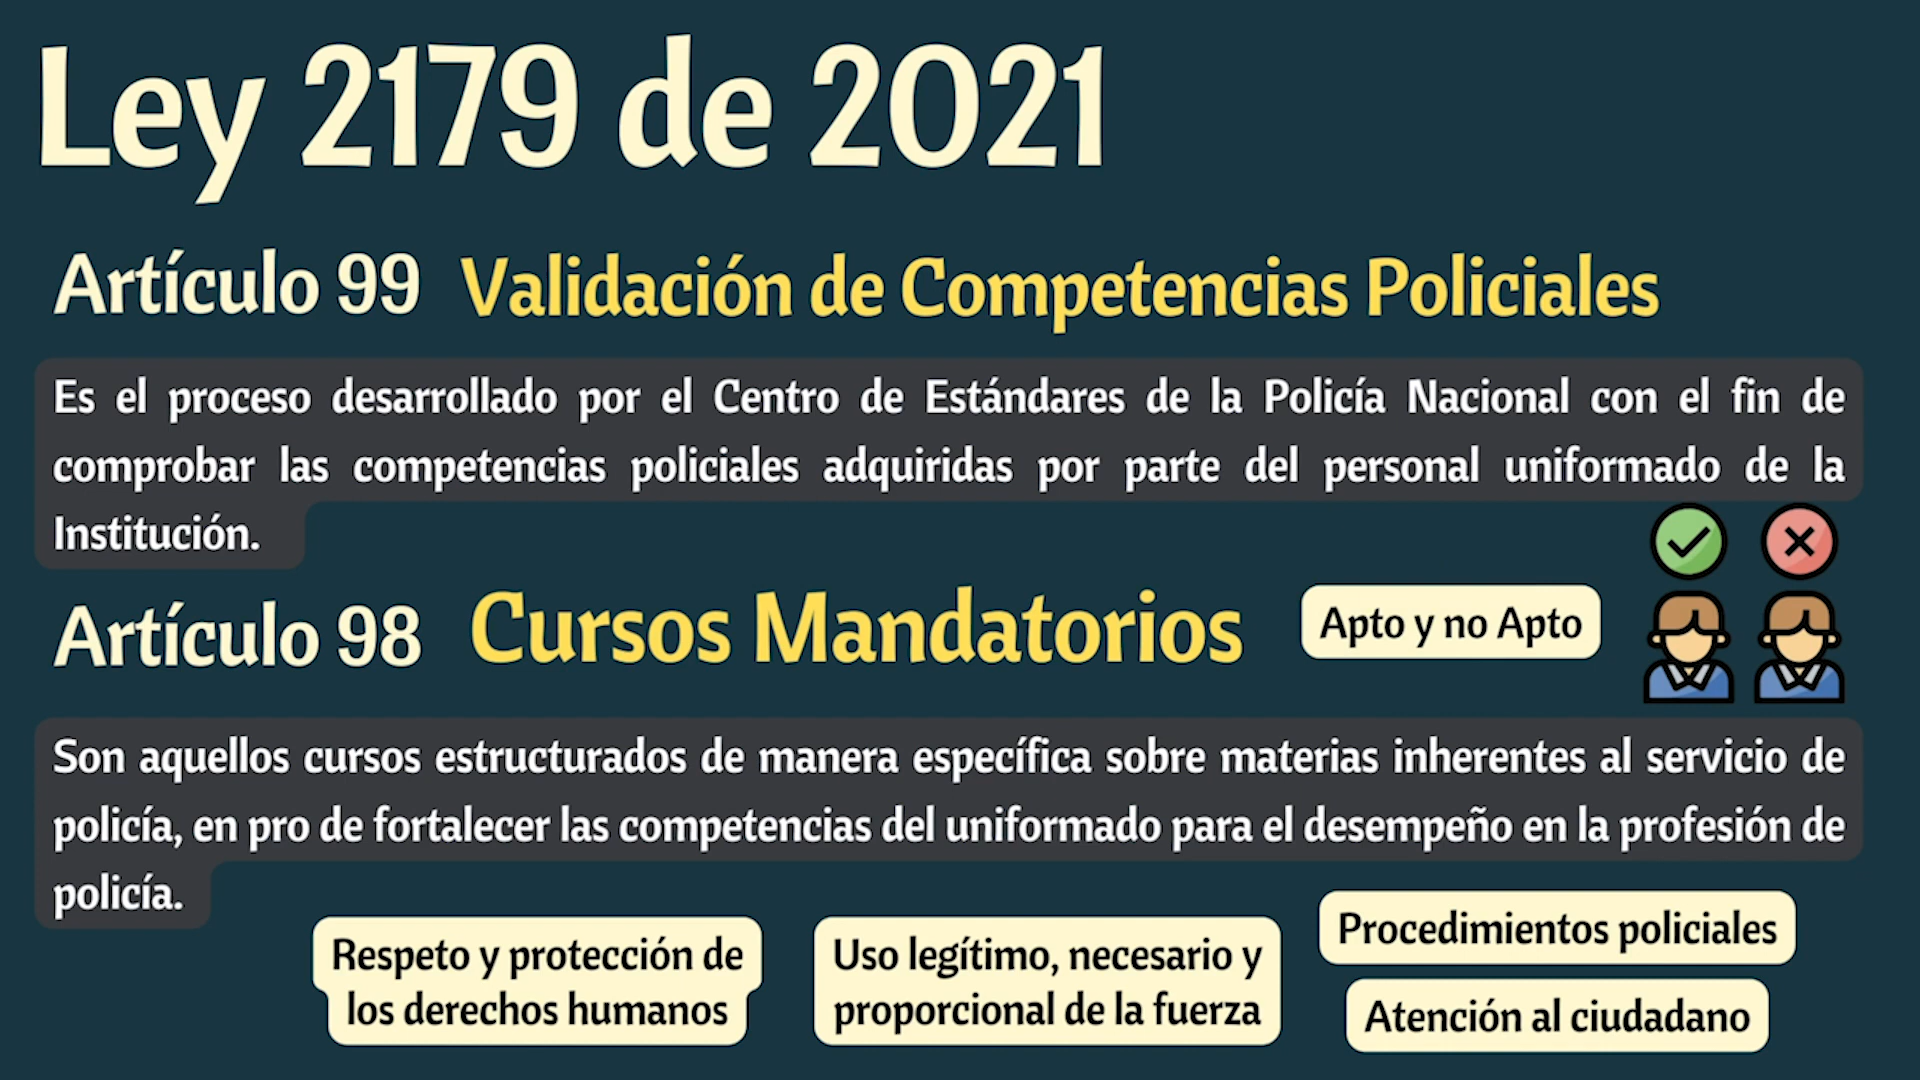 Ley 2179 de 2021
Artículo 99 Validación de Competencias Policiales
Es el proceso desarrollado por el Centro de Estándares de la Policía Nacional con el fin de
comprobar las competencias policiales adquiridas por parte del personal uniformado de la
Institución.
Artículo 98 Cursos Mandatorios
Apto y no Apto
Son aquellos cursos estructurados de manera específica sobre materias inherentes al servicio de
policía, en pro de fortalecer las competencias del uniformado para el desempeño en la profesión de
policía.
Respeto y protección de
los derechos humanos
Uso legítimo, necesario y
proporcional de la fuerza
Procedimientos policiales
Atención al ciudadano